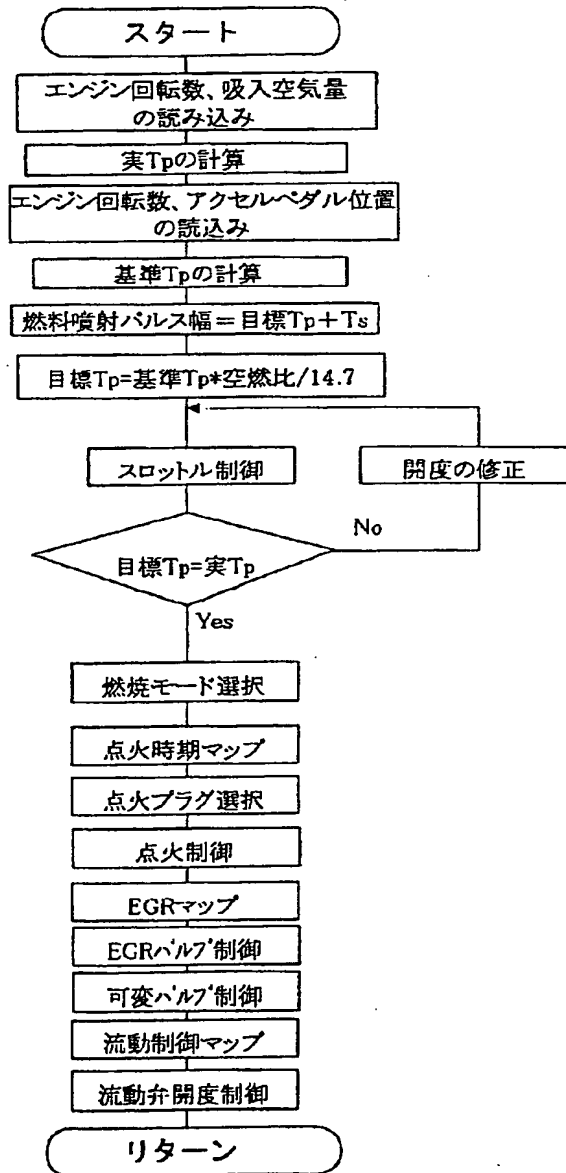 スタート
エンジン回転数、吸入空気量
の読み込み
実Tpの計算
エンジン回転数、アクセルペダル位置
の読込み
基準Tpの計算
燃料噴射パルス幅=目標Tp+Ts
目標Tp=基準Tp*空燃比/14.7
スロットル制御
開度の修正
No
目標Tp=実Tp
Yes
燃焼モード選択
点火時期マップ
点火プラグ選択
点火制御
EGRマップ
EGRバルブ制御
可変バルブ制御
流動制御マップ
流動弁開度制御
リターン